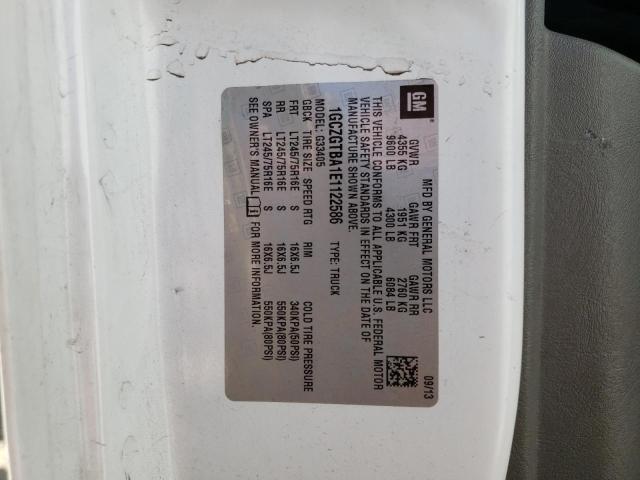 GM
MFD BY GENERAL MOTORS LLC 09/13
GVWR GAWR FRT GAWR RR
4355 KG 1951 KG 2760 KG
9600 LB 4300 LB 6084 LB
THIS VEHICLE CONFORMS TO ALL APPLICABLE U.S. FEDERAL MOTOR
VEHICLE SAFETY STANDARDS IN EFFECT ON THE DATE OF
MANUFACTURE SHOWN ABOVE.
1GCZGTBA1E1122586 TYPE: TRUCK
MODEL: G33405
GBCK TIRE SIZE SPEED RTG RIM COLD TIRE PRESSURE
FRT LT245/75R16E S 16X6.5J 340KPA(50PSI)
RR LT245/75R16E S 16X6.5J 550KPA(80PSI)
SPA LT245/75R16E S 16X6.5J 550KPA(80PSI)
SEE OWNER'S MANUAL FOR MORE INFORMATION.